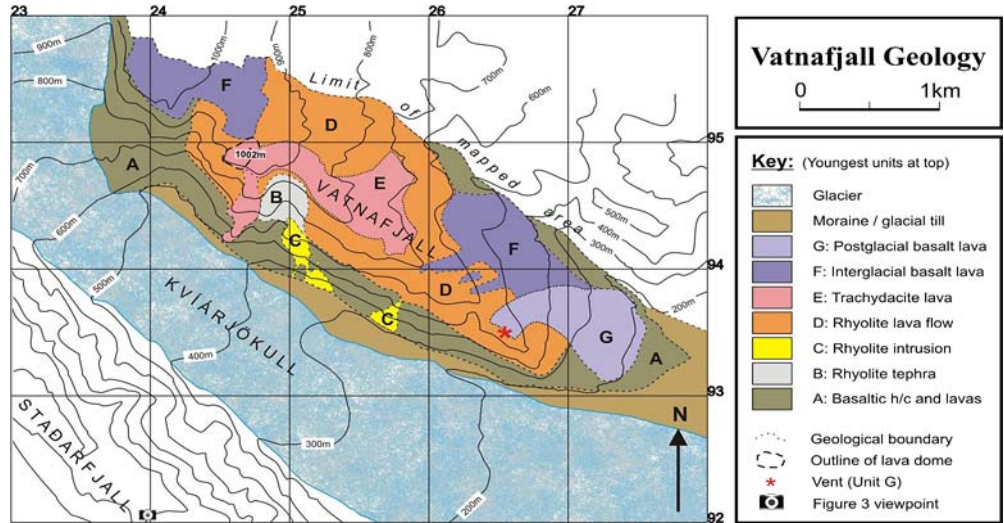 23
24
25
26
27
900m
800m
1000m
900m
800m
700m
600m
Limit of mapped area
F
D
95
95
1002m
A
E
500m
400m
300m
700m
B
VATNAFJALL
600m
C
F
200m
94
94
500m
D
KVIÁRJÖKULL
C
G
A
400m
93
93
N
STAÐARFJALL
300m
200m
92
Vatnafjall Geology
0 1km
Key: (Youngest units at top)
Glacier
Moraine / glacial till
G: Postglacial basalt lava
F: Interglacial basalt lava
E: Trachydacite lava
D: Rhyolite lava flow
C: Rhyolite intrusion
B: Rhyolite tephra
A: Basaltic h/c and lavas
Geological boundary
Outline of lava dome
* Vent (Unit G)
Figure 3 viewpoint